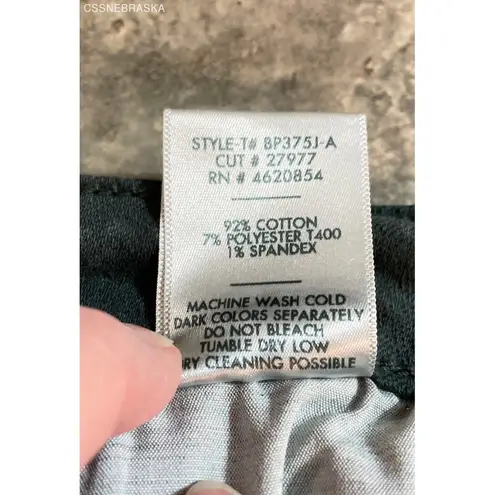 CSSNEBRASKA
STYLE-T# BP375J-A
CUT # 27977
RN # 4620854
92% COTTON
7% POLYESTER T400
1% SPANDEX
MACHINE WASH COLD
DARK COLORS SEPARATELY
DO NOT BLEACH
TUMBLE DRY LOW
RY CLEANING POSSIBLE